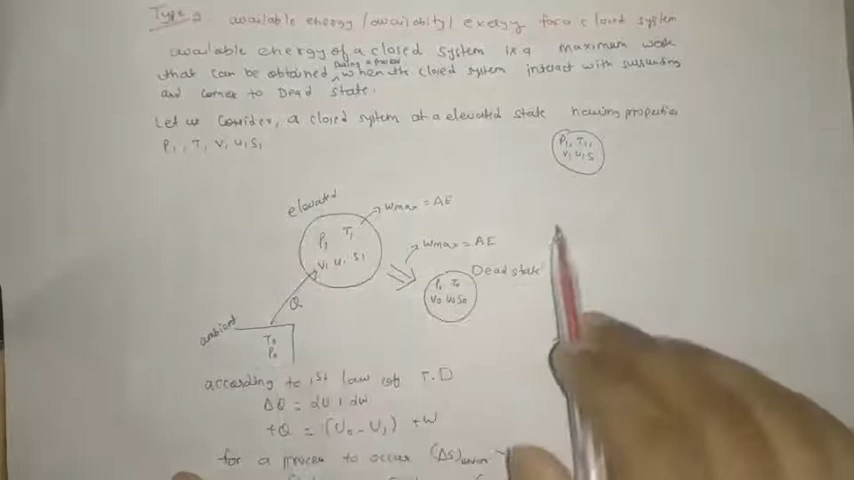 Type 2 available energy /availabity/ exergy for a closed system
available energy of a closed system is a maximum work
During a process
that can be obtained, when the closed system interact with surrounding
and comes to Dead state.
Let us Consider, a closed system at a elevated state having properties
P₁, T₁ V₁ U₁ S₁
P₁, T₁,
V₁ U₁ S₁
elevated
Wmax = AE
P₁ T₁
V₁ U₁ S₁
Wmax = AE
Dead state
P₀ T₀
V₀ U₀ S₀
Q
ambient
T₀
P₀
according to 1st law of T.D
ΔQ = dU + dW
+Q = (U₀ - U₁) + W
for a process to occur (ΔS)